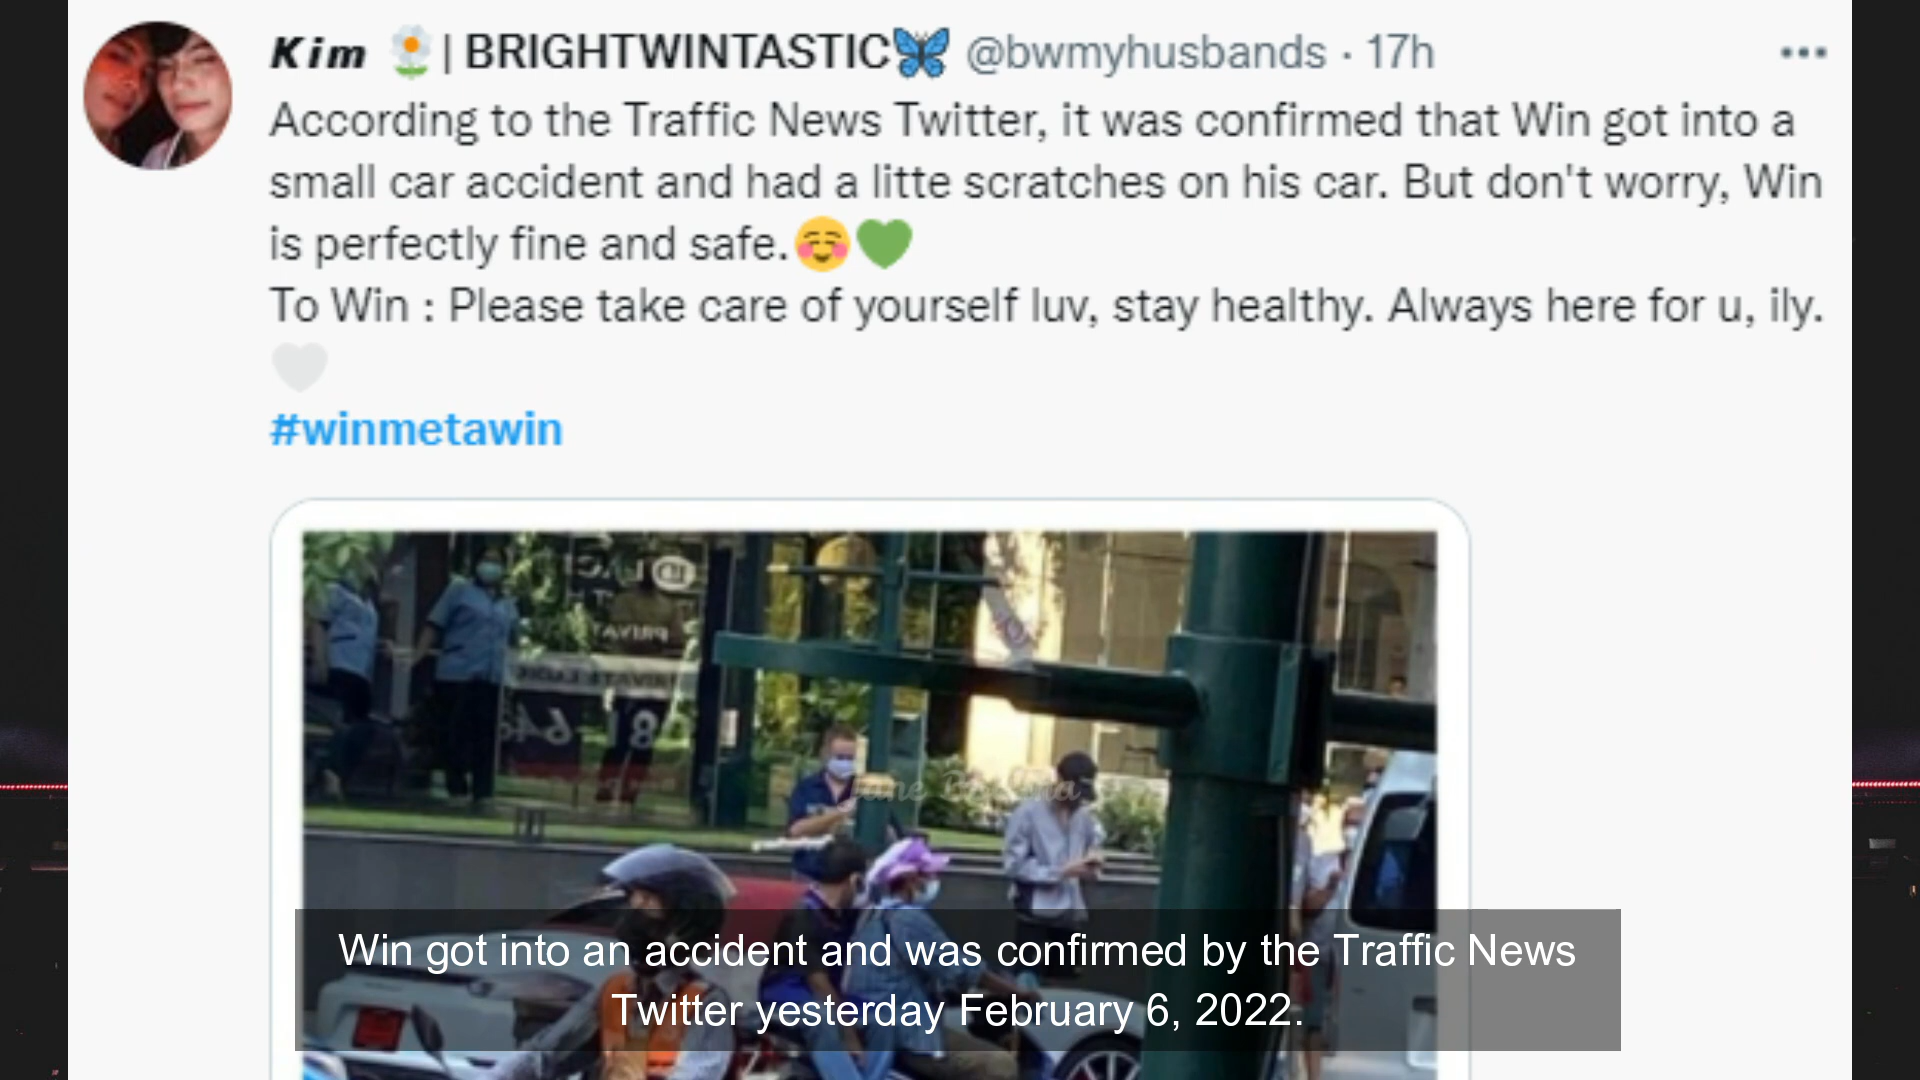 Kim 🌼 | BRIGHTWINTASTIC🦋 @bwmyhusbands · 17h
According to the Traffic News Twitter, it was confirmed that Win got into a
small car accident and had a litte scratches on his car. But don't worry, Win
is perfectly fine and safe.☺️💚
To Win : Please take care of yourself luv, stay healthy. Always here for u, ily.
🤍
#winmetawin
Win got into an accident and was confirmed by the Traffic News
Twitter yesterday February 6, 2022.